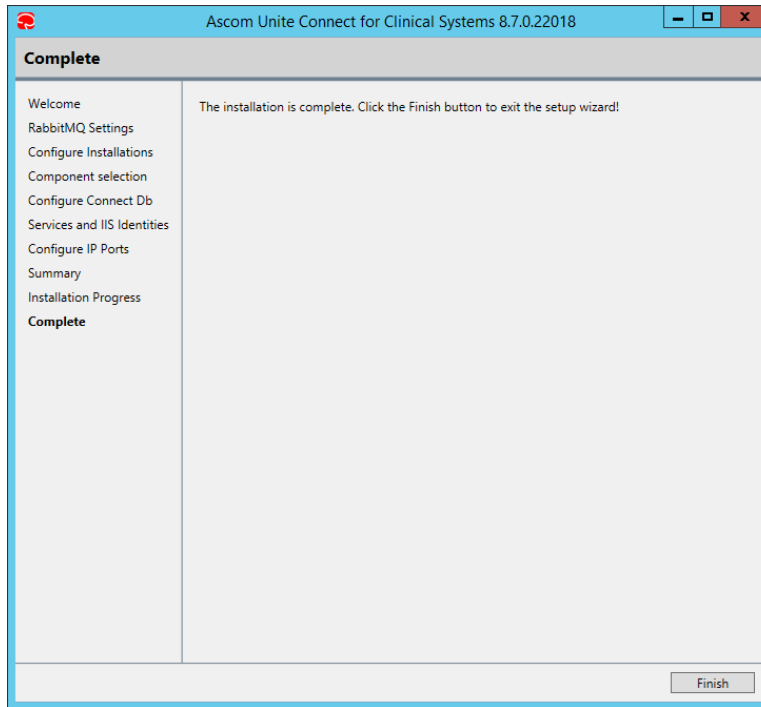 Ascom Unite Connect for Clinical Systems 8.7.0.22018
Complete
Welcome
RabbitMQ Settings
Configure Installations
Component selection
Configure Connect Db
Services and IIS Identities
Configure IP Ports
Summary
Installation Progress
Complete
The installation is complete. Click the Finish button to exit the setup wizard!
Finish